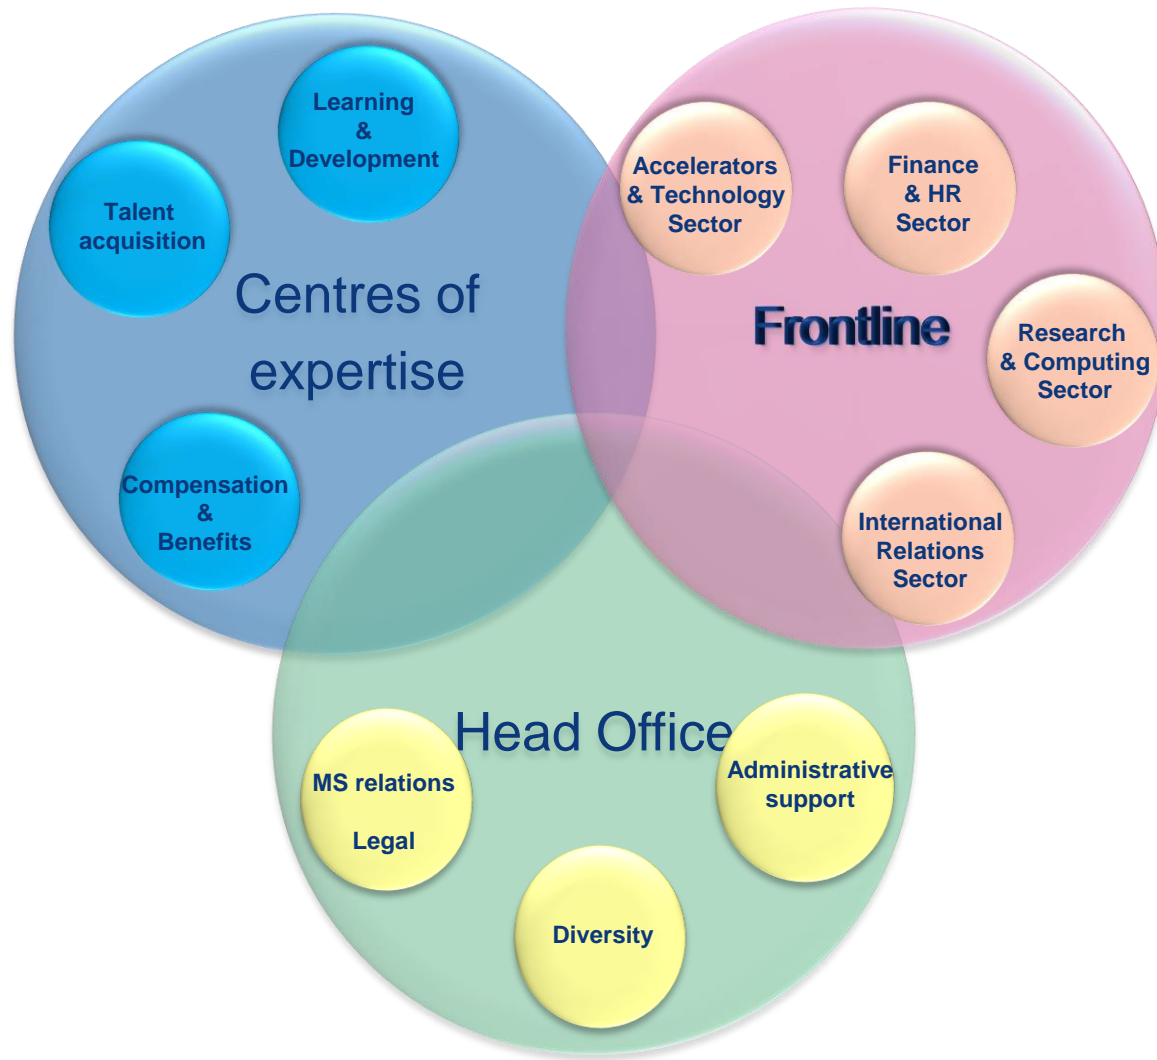 Learning
&
Development
Talent
acquisition
Centres of
expertise
Compensation
&
Benefits
Accelerators
& Technology
Sector
Finance
& HR
Sector
Frontline
Research
& Computing
Sector
International
Relations
Sector
Head Office
MS relations
Legal
Administrative
support
Diversity